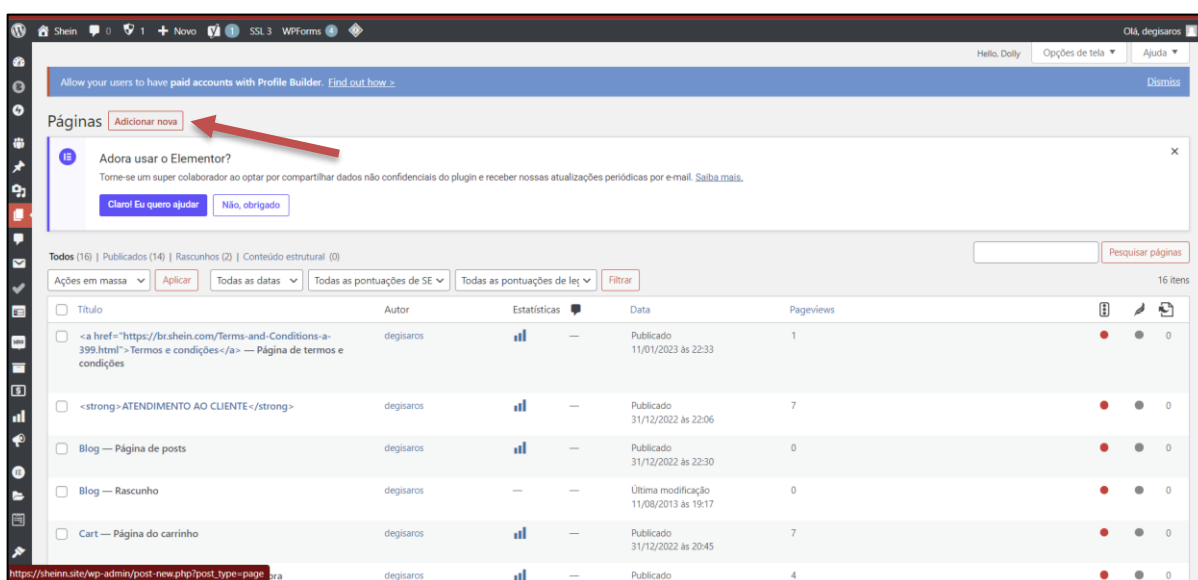 Shein 0 1 Novo 1 SSL 3 WPForms 4 Olá, degisaros
Hello, Dolly Opções de tela Ajuda
Allow your users to have paid accounts with Profile Builder. Find out how > Dismiss
Páginas Adicionar nova
Adora usar o Elementor?
Torne-se um super colaborador ao optar por compartilhar dados não confidenciais do plugin e receber nossas atualizações periódicas por e-mail. Saiba mais.
Claro! Eu quero ajudar Não, obrigado
Todos (16) | Publicados (14) | Rascunhos (2) | Conteúdo estrutural (0) Pesquisar páginas
Ações em massa Aplicar Todas as datas Todas as pontuações de SE Todas as pontuações de leg Filtrar 16 itens
Título Autor Estatísticas Data Pageviews
<a href="https://br.shein.com/Terms-and-Conditions-a- degisaros — Publicado 1 0
399.html">Termos e condições</a> — Página de termos e 11/01/2023 às 22:33
condições
<strong>ATENDIMENTO AO CLIENTE</strong> degisaros — Publicado 7 0
31/12/2022 às 22:06
Blog — Página de posts degisaros — Publicado 0 0
31/12/2022 às 22:30
Blog — Rascunho degisaros — — Última modificação 0 0
11/08/2013 às 19:17
Cart — Página do carrinho degisaros — Publicado 7 0
31/12/2022 às 20:45
https://sheinn.site/wp-admin/post-new.php?post_type=page degisaros — Publicado 4 0